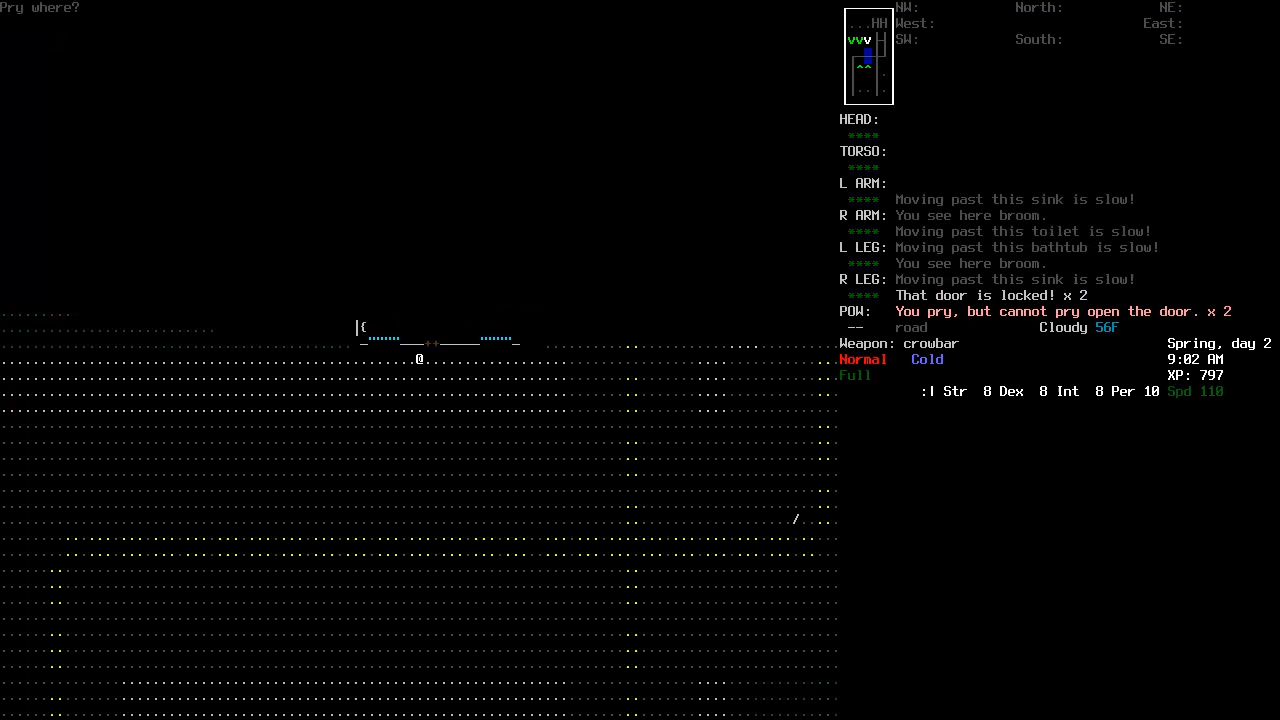 Pry where?
NW: North: NE:
West: East:
SW: South: SE:
HEAD:
****
TORSO:
****
L ARM:
**** Moving past this sink is slow!
R ARM: You see here broom.
**** Moving past this toilet is slow!
L LEG: Moving past this bathtub is slow!
**** You see here broom.
R LEG: Moving past this sink is slow!
**** That door is locked! x 2
POW: You pry, but cannot pry open the door. x 2
-- road Cloudy 56F
Weapon: crowbar Spring, day 2
Normal Cold 9:02 AM
Full XP: 797
:| Str 8 Dex 8 Int 8 Per 10 Spd 110